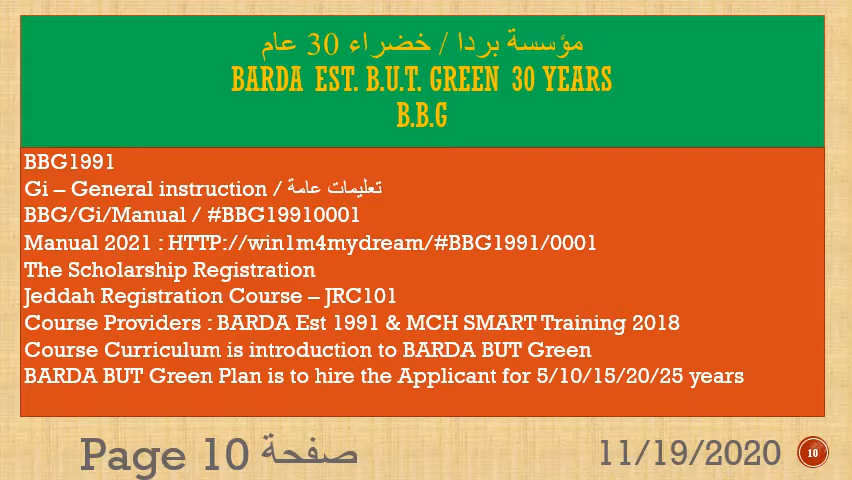 مؤسسة بردا / خضراء 30 عام
BARDA EST. B.U.T. GREEN 30 YEARS
B.B.G
BBG1991
Gi – General instruction / تعليمات عامة
BBG/Gi/Manual / #BBG19910001
Manual 2021 : HTTP://win1m4mydream/#BBG1991/0001
The Scholarship Registration
Jeddah Registration Course – JRC101
Course Providers : BARDA Est 1991 & MCH SMART Training 2018
Course Curriculum is introduction to BARDA BUT Green
BARDA BUT Green Plan is to hire the Applicant for 5/10/15/20/25 years
Page 10 صفحة
11/19/2020
10